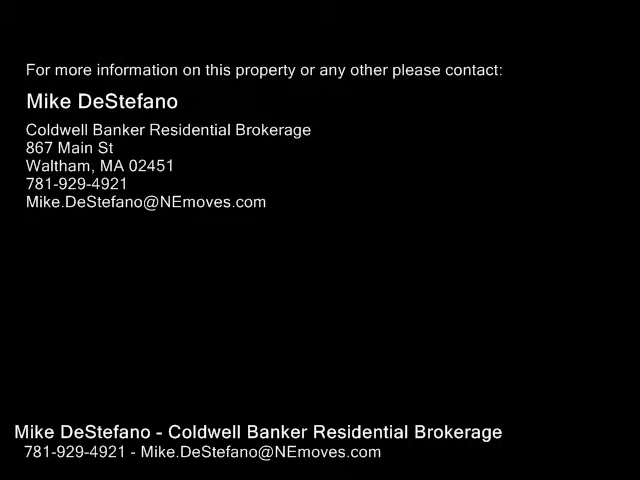 For more information on this property or any other please contact:
Mike DeStefano
Coldwell Banker Residential Brokerage
867 Main St
Waltham, MA 02451
781-929-4921
Mike.DeStefano@NEmoves.com
Mike DeStefano - Coldwell Banker Residential Brokerage
781-929-4921 - Mike.DeStefano@NEmoves.com